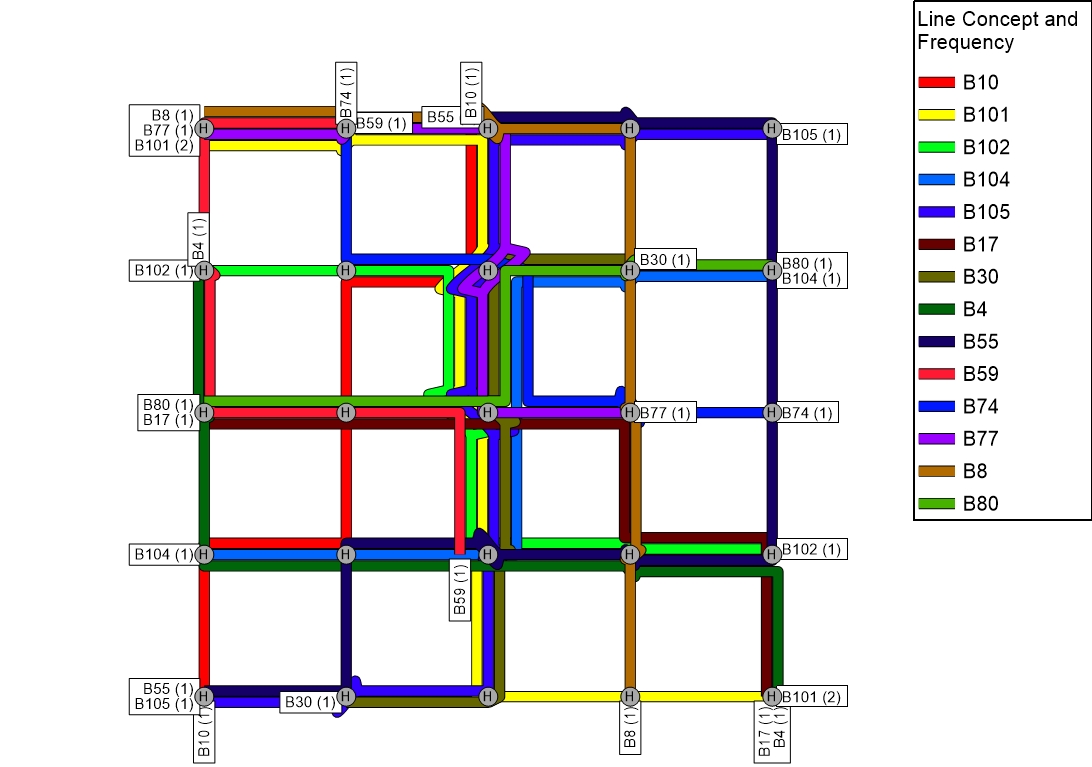 Line Concept and
Frequency
B10
B101
B102
B104
B105
B17
B30
B4
B55
B59
B74
B77
B8
B80
B74 (1)
B10 (1)
B8 (1)
B77 (1)
B101 (2)
B59 (1)
B55
H
H
H
H
H
B105 (1)
B4 (1)
B102 (1)
H
H
H
H
H
B30 (1)
B80 (1)
B104 (1)
B80 (1)
B17 (1)
H
H
H
H
H
B77 (1)
B74 (1)
B104 (1)
H
H
H
H
H
B102 (1)
B59 (1)
B55 (1)
B105 (1)
H
B30 (1)
H
H
H
H
B101 (2)
B10 (1)
B8 (1)
B17 (1)
B4 (1)